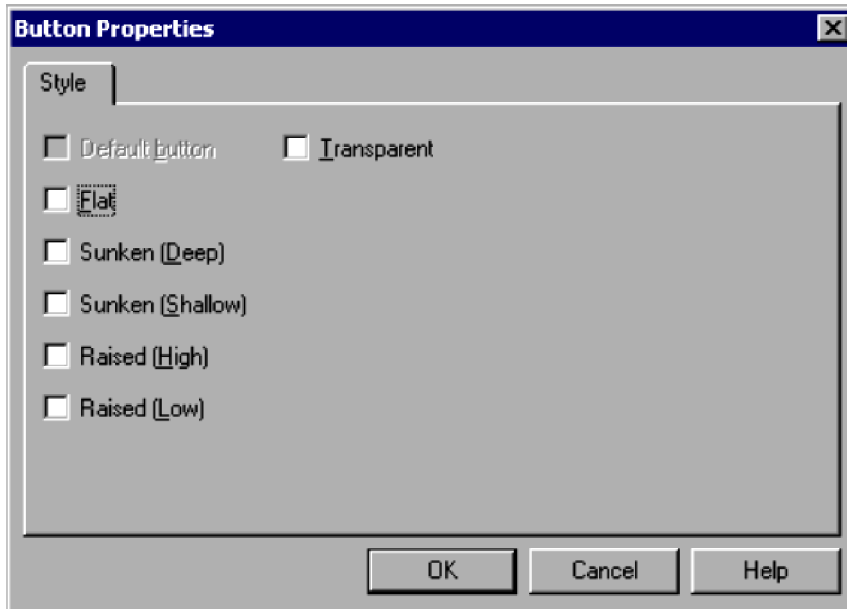 Button Properties
Style
Default button
Transparent
Flat
Sunken (Deep)
Sunken (Shallow)
Raised (High)
Raised (Low)
OK
Cancel
Help